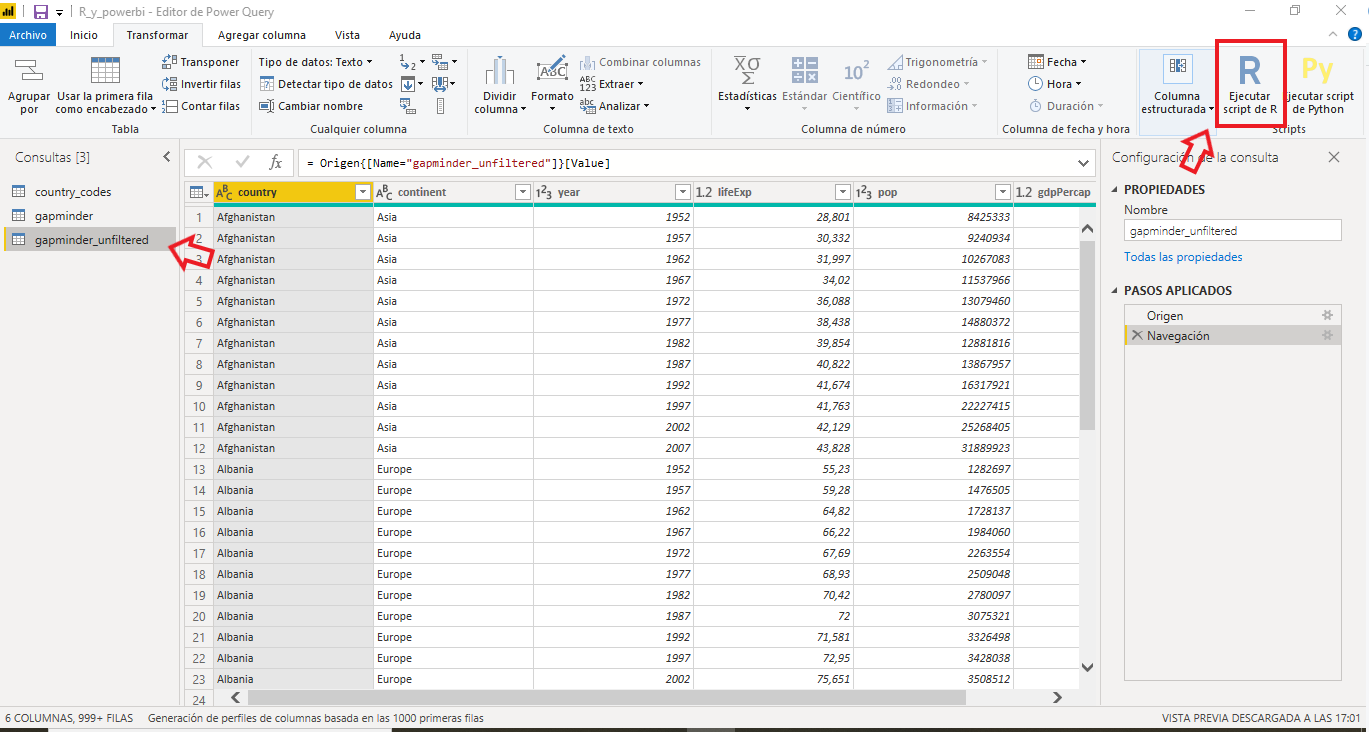 R_y_powerbi - Editor de Power Query
Archivo Inicio Transformar Agregar columna Vista Ayuda
Agrupar por
Usar la primera fila como encabezado
Transponer
Invertir filas
Contar filas
Tabla
Tipo de datos: Texto
Detectar tipo de datos
Cambiar nombre
Cualquier columna
Dividir columna
Formato
Combinar columnas
Extraer
Analizar
Columna de texto
Estadísticas
Estándar
Científico
Trigonometría
Redondeo
Información
Columna de número
Fecha
Hora
Duración
Columna de fecha y hora
Columna estructurada
R
Ejecutar script de R
Py
Ejecutar script de Python
Scripts
Consultas [3]
country_codes
gapminder
gapminder_unfiltered
= Origen{[Name="gapminder_unfiltered"]}[Value]
country continent year lifeExp pop gdpPercap
1 Afghanistan Asia 1952 28,801 8425333
2 Afghanistan Asia 1957 30,332 9240934
3 Afghanistan Asia 1962 31,997 10267083
4 Afghanistan Asia 1967 34,02 11537966
5 Afghanistan Asia 1972 36,088 13079460
6 Afghanistan Asia 1977 38,438 14880372
7 Afghanistan Asia 1982 39,854 12881816
8 Afghanistan Asia 1987 40,822 13867957
9 Afghanistan Asia 1992 41,674 16317921
10 Afghanistan Asia 1997 41,763 22227415
11 Afghanistan Asia 2002 42,129 25268405
12 Afghanistan Asia 2007 43,828 31889923
13 Albania Europe 1952 55,23 1282697
14 Albania Europe 1957 59,28 1476505
15 Albania Europe 1962 64,82 1728137
16 Albania Europe 1967 66,22 1984060
17 Albania Europe 1972 67,69 2263554
18 Albania Europe 1977 68,93 2509048
19 Albania Europe 1982 70,42 2780097
20 Albania Europe 1987 72 3075321
21 Albania Europe 1992 71,581 3326498
22 Albania Europe 1997 72,95 3428038
23 Albania Europe 2002 75,651 3508512
24
Configuración de la consulta
PROPIEDADES
Nombre
gapminder_unfiltered
Todas las propiedades
PASOS APLICADOS
Origen
Navegación
6 COLUMNAS, 999+ FILAS Generación de perfiles de columnas basada en las 1000 primeras filas
VISTA PREVIA DESCARGADA A LAS 17:01